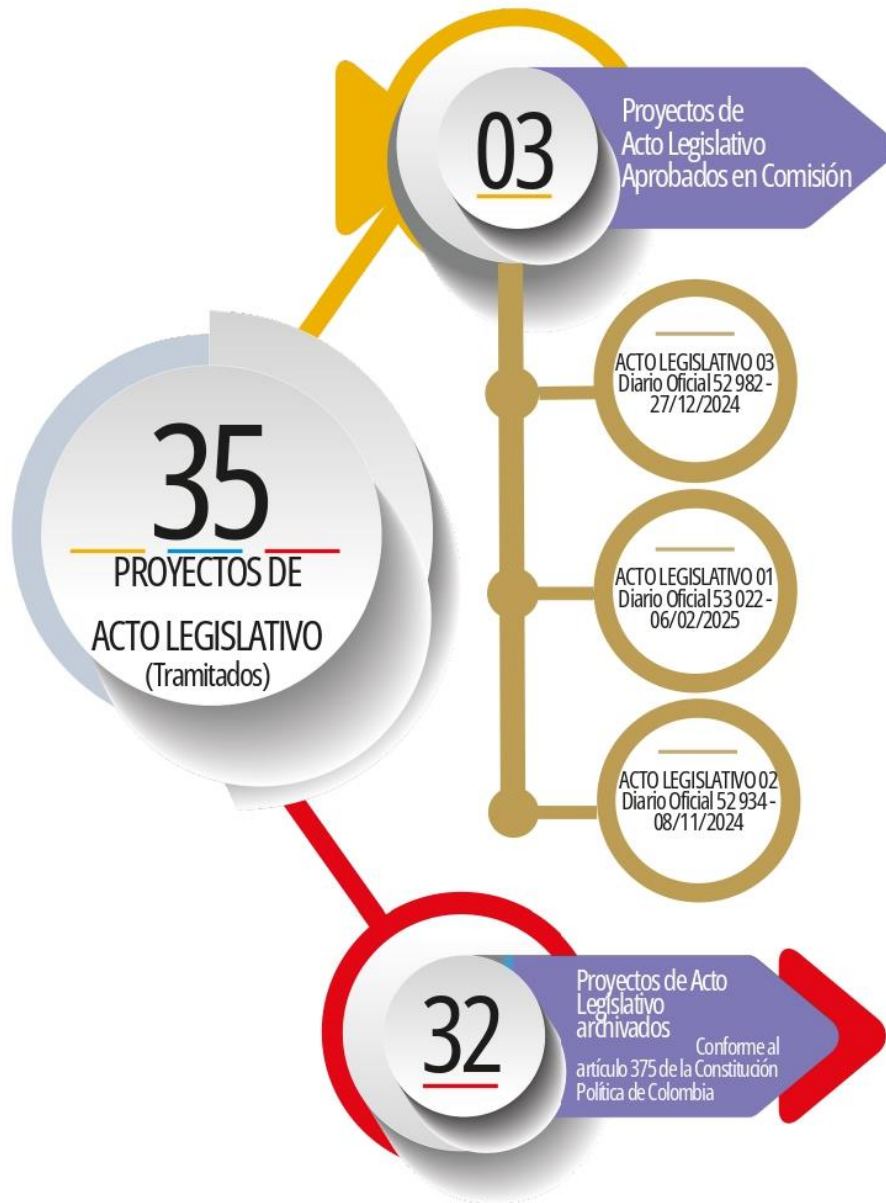 03
Proyectos de
Acto Legislativo
Aprobados en Comisión
ACTO LEGISLATIVO 03
Diario Oficial 52 982 -
27/12/2024
35
PROYECTOS DE
ACTO LEGISLATIVO
(Tramitados)
ACTO LEGISLATIVO 01
Diario Oficial 53 022 -
06/02/2025
ACTO LEGISLATIVO 02
Diario Oficial 52 934 -
08/11/2024
32
Proyectos de Acto
Legislativo
archivados
Conforme al
artículo 375 de la Constitución
Política de Colombia